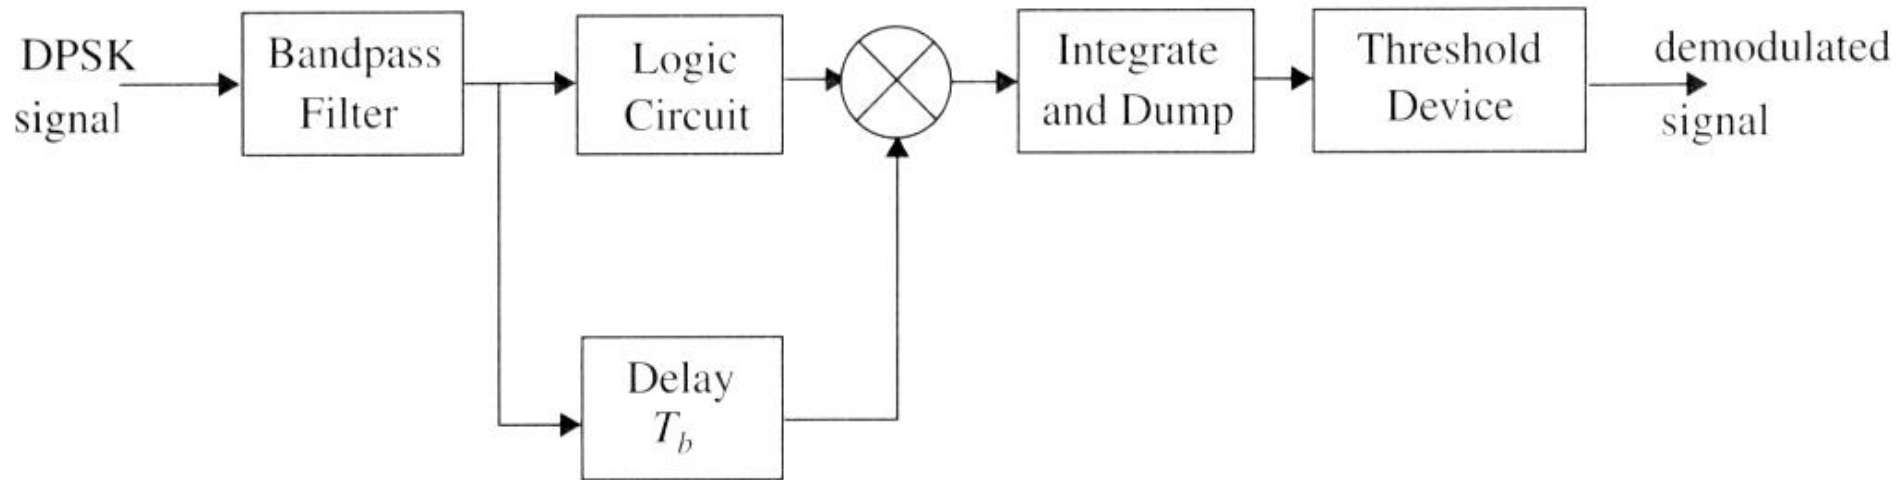 DPSK
signal
Bandpass
Filter
Logic
Circuit
Integrate
and Dump
Threshold
Device
demodulated
signal
Delay
T_b